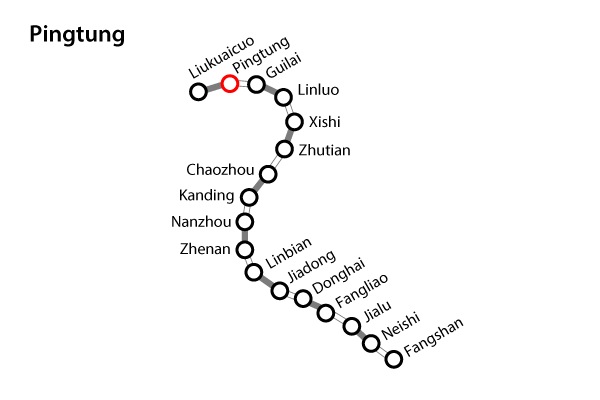 Pingtung
Liukuaicuo
Pingtung
Guilai
Linluo
Xishi
Zhutian
Chaozhou
Kanding
Nanzhou
Zhenan
Linbian
Jiadong
Donghai
Fangliao
Jialu
Neishi
Fangshan